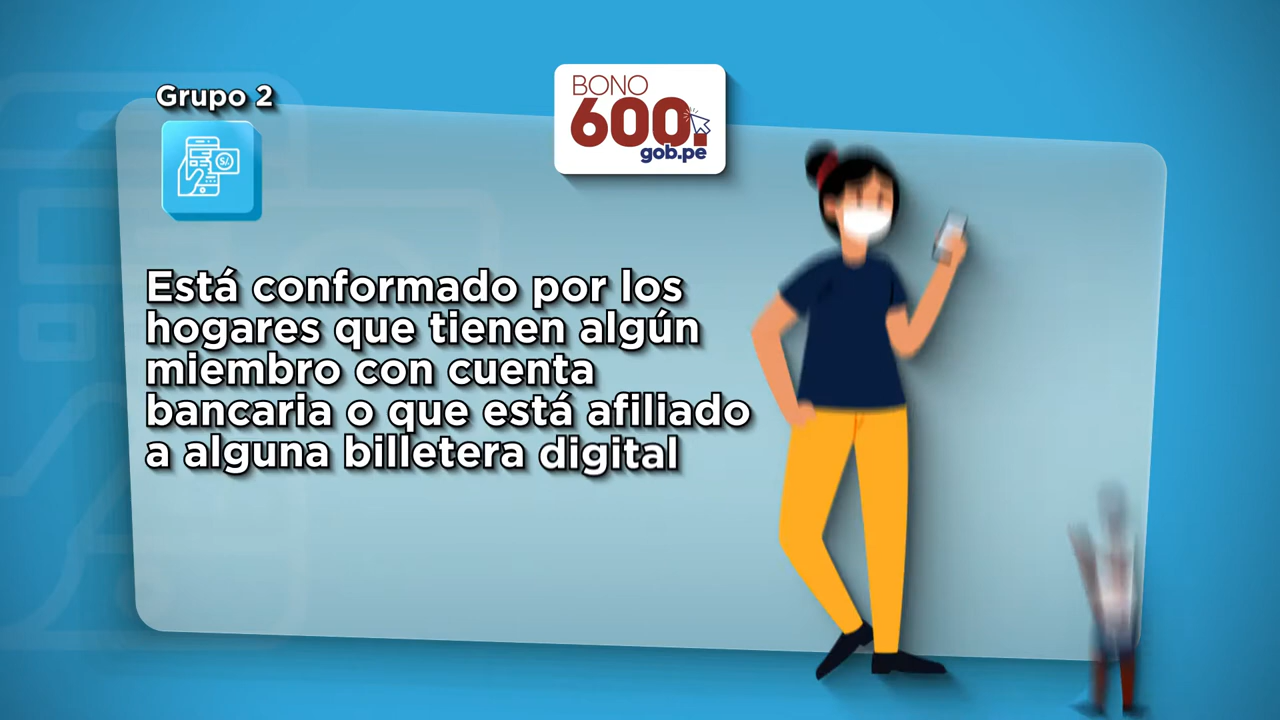 Grupo 2
BONO
600
gob.pe
S/.
Está conformado por los
hogares que tienen algún
miembro con cuenta
bancaria o que está afiliado
a alguna billetera digital